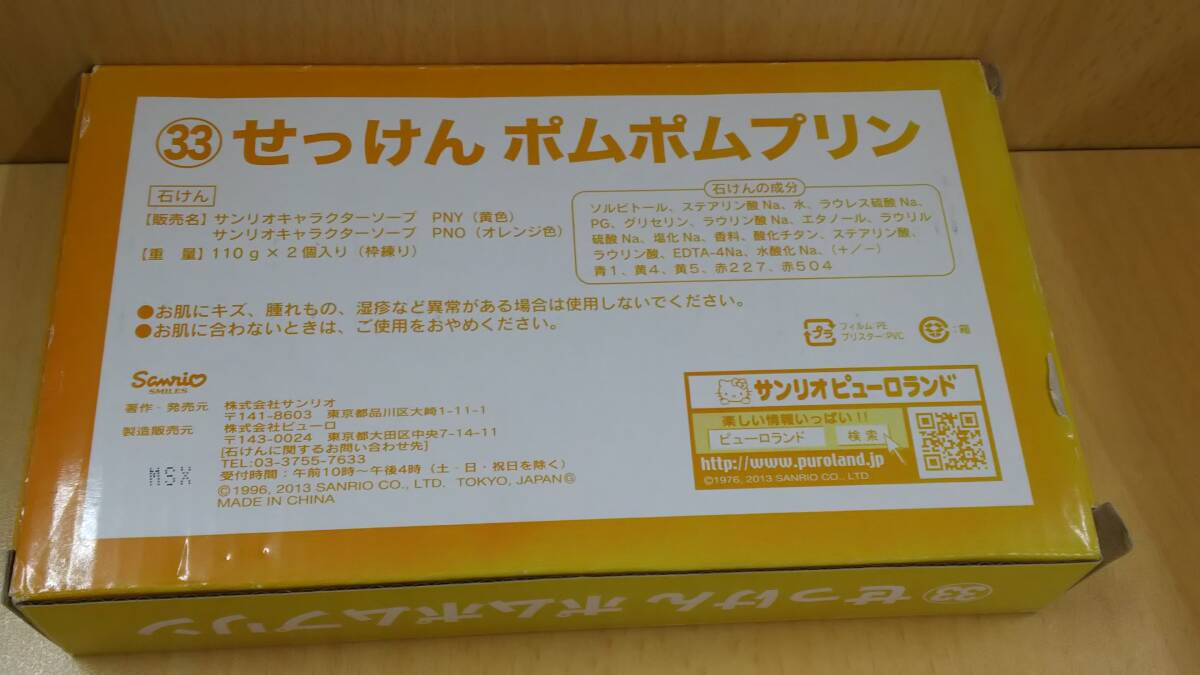 33 せっけん ポムポムプリン
石けん
【販売名】サンリオキャラクターソープ PNY（黄色）
サンリオキャラクターソープ PNO（オレンジ色）
【重 量】110g×2個入り（枠練り）
石けんの成分
ソルビトール、ステアリン酸Na、水、ラウレス硫酸Na、
PG、グリセリン、ラウリン酸Na、エタノール、ラウリル
硫酸Na、塩化Na、香料、酸化チタン、ステアリン酸、
ラウリン酸、EDTA-4Na、水酸化Na、（＋／－）
青1、黄4、黄5、赤227、赤504
●お肌にキズ、腫れもの、湿疹など異常がある場合は使用しないでください。
●お肌に合わないときは、ご使用をおやめください。
プラ
フィルム:PE
ブリスター:PVC
:箱
Sanrio
SMILES
著作・発売元 株式会社サンリオ
〒141-8603 東京都品川区大崎1-11-1
製造販売元 株式会社ピューロ
〒143-0024 東京都大田区中央7-14-11
[石けんに関するお問い合わせ先]
TEL:03-3755-7633
受付時間：午前10時～午後4時（土・日・祝日を除く）
©1996, 2013 SANRIO CO., LTD. TOKYO, JAPAN Ⓖ
MADE IN CHINA
MSX
サンリオピューロランド
楽しい情報いっぱい!!
ピューロランド 検索
http://www.puroland.jp
©1976, 2013 SANRIO CO., LTD.
33 せっけん ポムポムプリン